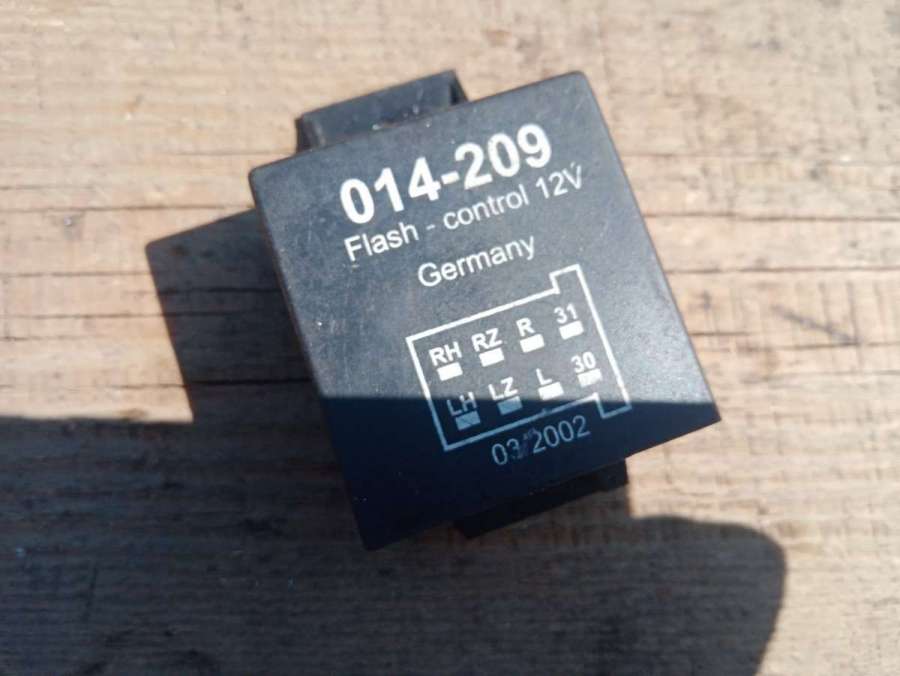 014-209
Flash - control 12V
Germany
RH RZ R 31
LH LZ L 30
03/2002